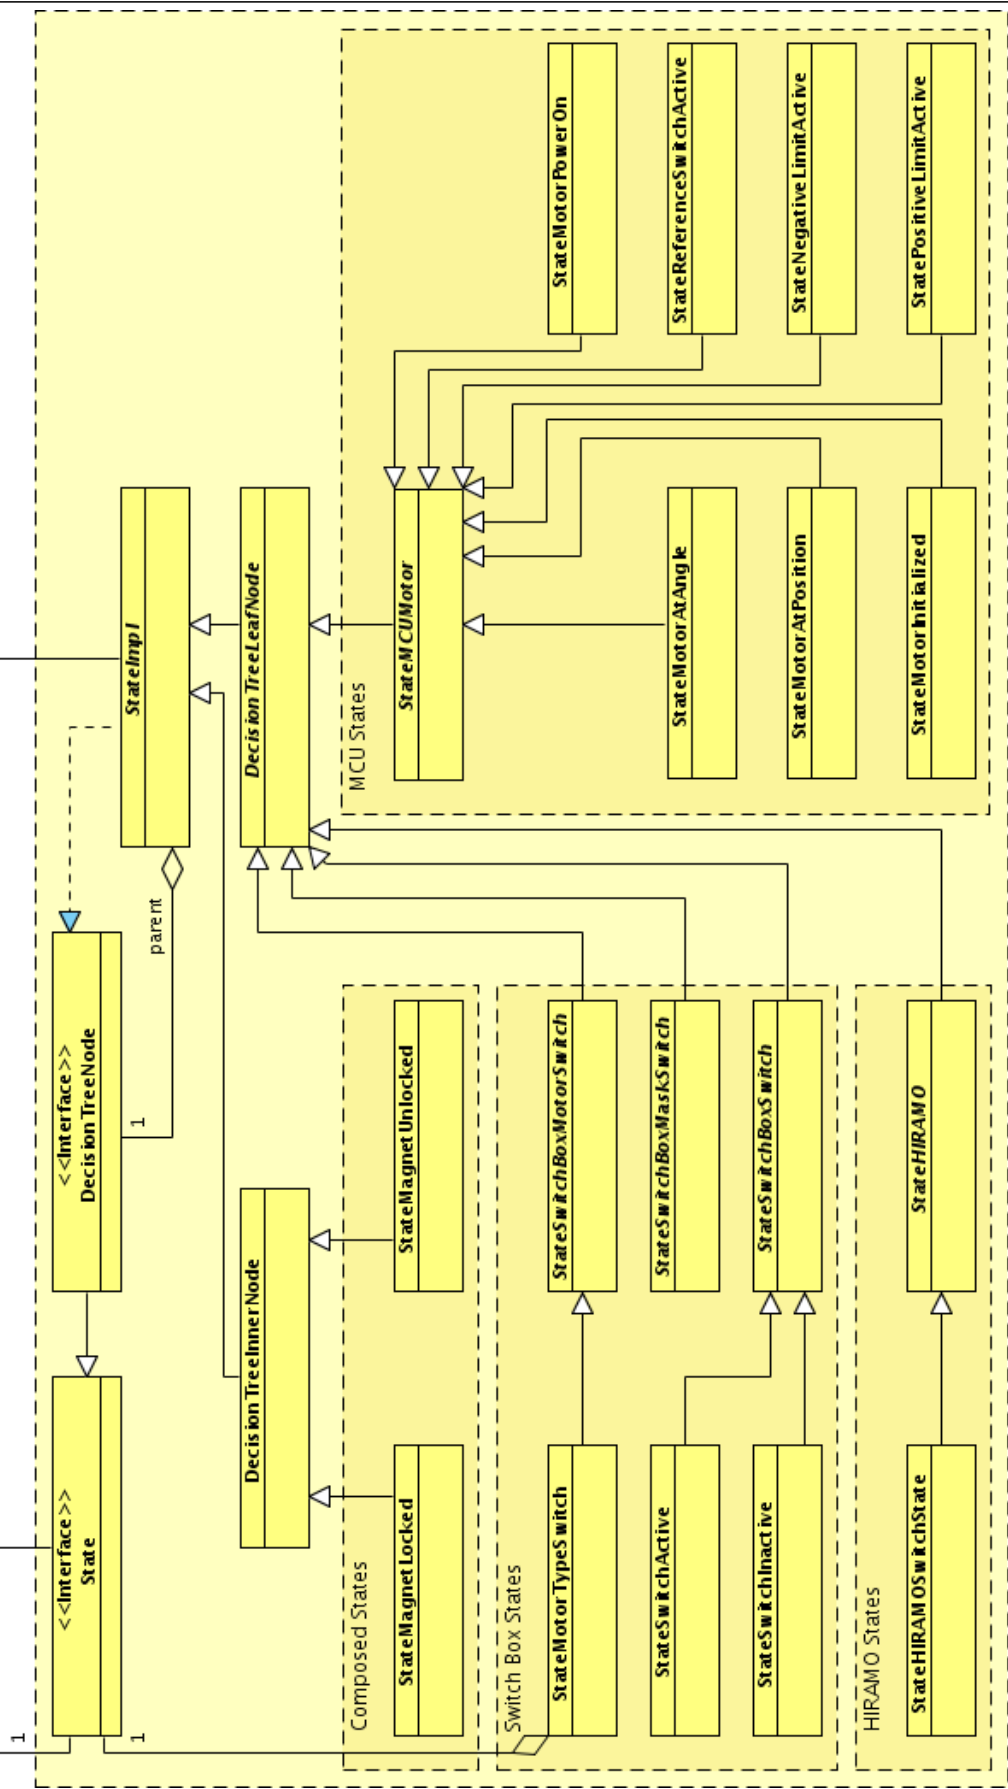 1
<<Interface>>
State
1
<<Interface>>
DecisionTreeNode
1
parent
StateImpl
DecisionTreeInnerNode
DecisionTreeLeafNode
Composed States
StateMagnetLocked
StateMagnetUnlocked
Switch Box States
StateMotorTypeSwitch
StateSwitchBoxMotorSwitch
StateSwitchActive
StateSwitchBoxMaskSwitch
StateSwitchInactive
StateSwitchBoxSwitch
HIRAMO States
StateHIRAMOSwitchState
StateHIRAMO
MCU States
StateMCUMotor
StateMotorPowerOn
StateMotorAtAngle
StateReferenceSwitchActive
StateMotorAtPosition
StateNegativeLimitActive
StateMotorInitialized
StatePositiveLimitActive